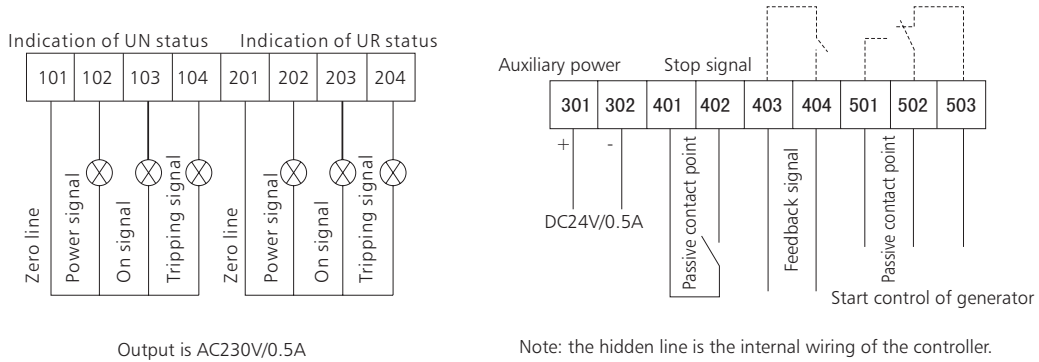 Indication of UN status
Indication of UR status
101 102 103 104 201 202 203 204
Zero line
Power signal
On signal
Tripping signal
Zero line
Power signal
On signal
Tripping signal
Output is AC230V/0.5A
Auxiliary power
Stop signal
301 302 401 402 403 404 501 502 503
+ -
DC24V/0.5A
Passive contact point
Feedback signal
Passive contact point
Start control of generator
Note: the hidden line is the internal wiring of the controller.